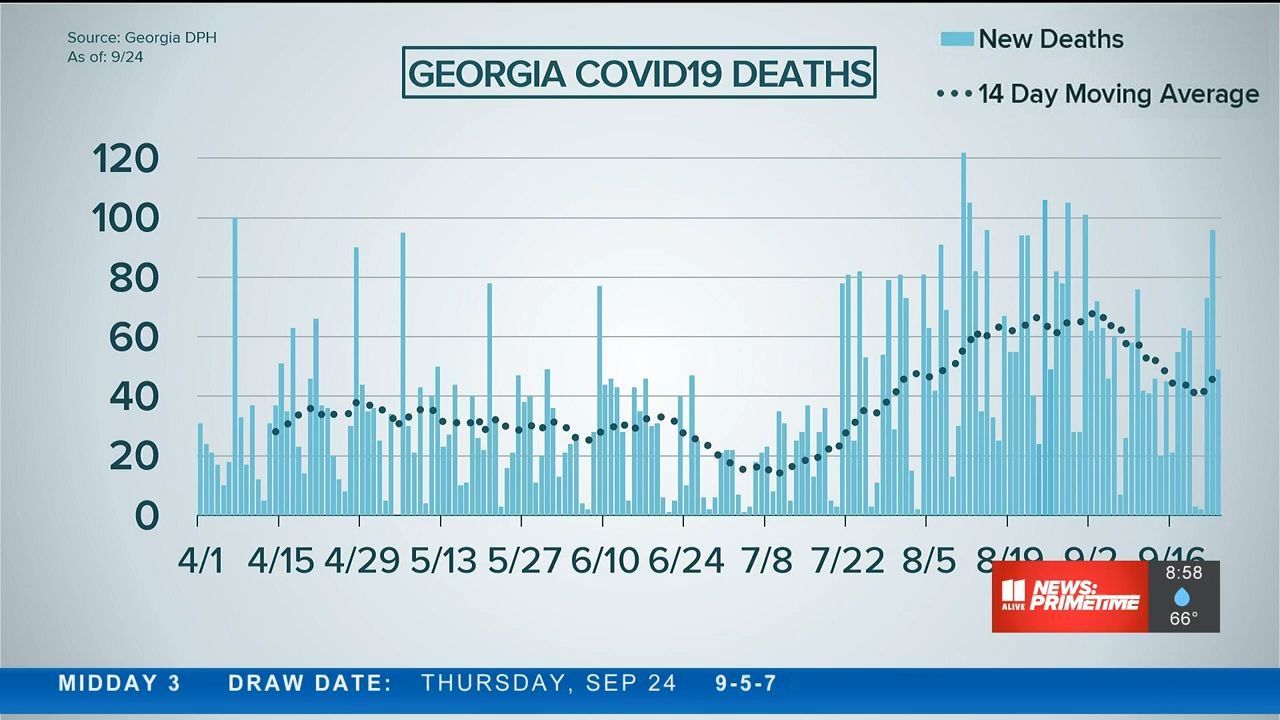 Source: Georgia DPH
As of: 9/24
GEORGIA COVID19 DEATHS
New Deaths
14 Day Moving Average
120
100
80
60
40
20
0
4/1 4/15 4/29 5/13 5/27 6/10 6/24 7/8 7/22 8/5 8/19 9/2 9/16
11 ALIVE NEWS: PRIMETIME
8:58
66°
MIDDAY 3 DRAW DATE: THURSDAY, SEP 24 9-5-7